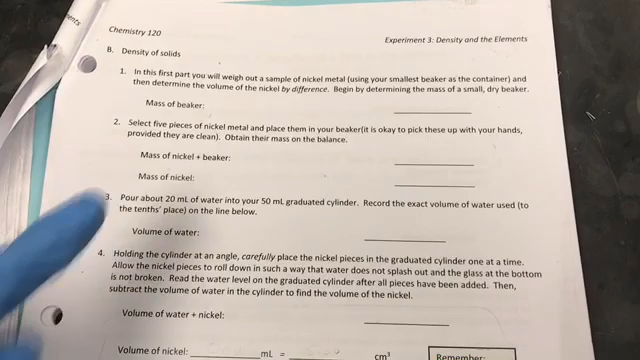 ents
Chemistry 120
Experiment 3: Density and the Elements
B. Density of solids
1. In this first part you will weigh out a sample of nickel metal (using your smallest beaker as the container) and
then determine the volume of the nickel by difference. Begin by determining the mass of a small, dry beaker.
Mass of beaker:
2. Select five pieces of nickel metal and place them in your beaker(it is okay to pick these up with your hands,
provided they are clean). Obtain their mass on the balance.
Mass of nickel + beaker:
Mass of nickel:
3. Pour about 20 mL of water into your 50 mL graduated cylinder. Record the exact volume of water used (to
the tenths' place) on the line below.
Volume of water:
4. Holding the cylinder at an angle, carefully place the nickel pieces in the graduated cylinder one at a time.
Allow the nickel pieces to roll down in such a way that water does not splash out and the glass at the bottom
is not broken. Read the water level on the graduated cylinder after all pieces have been added. Then,
subtract the volume of water in the cylinder to find the volume of the nickel.
Volume of water + nickel:
Volume of nickel: ____________ mL = ____________ cm³
Remember: